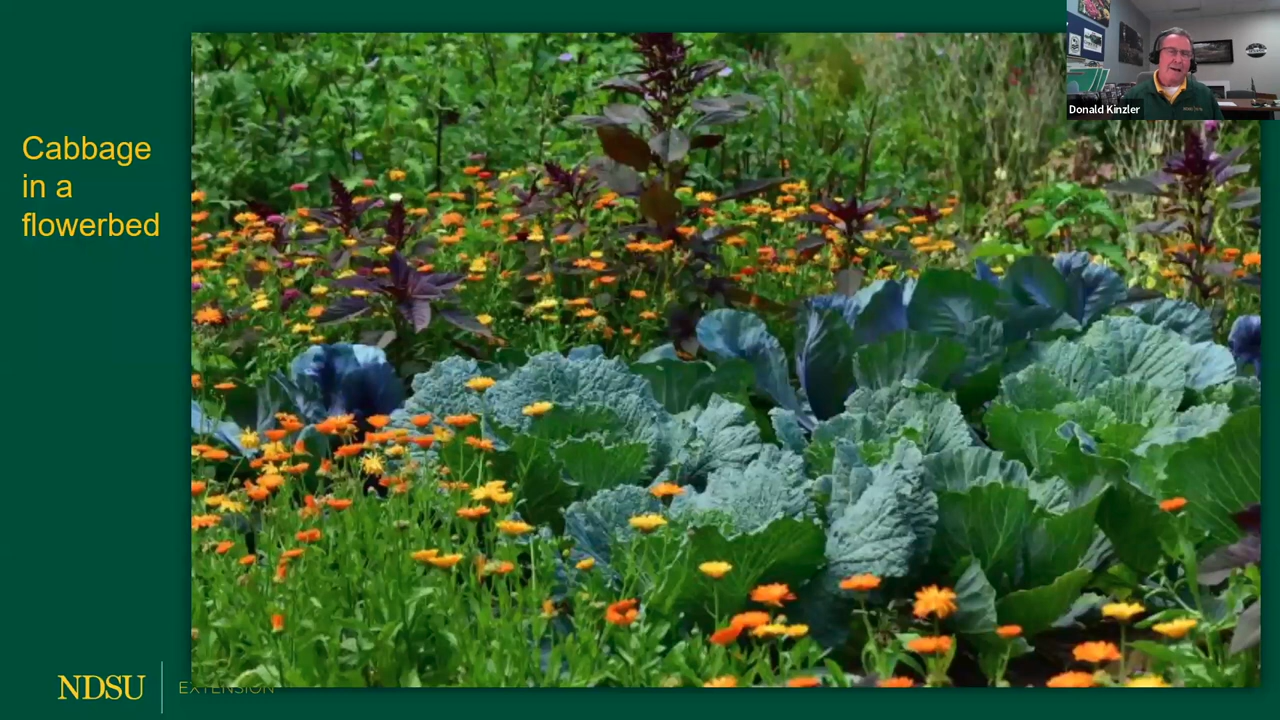 Cabbage
in a
flowerbed
Donald Kinzler
NDSU
EXTENSION